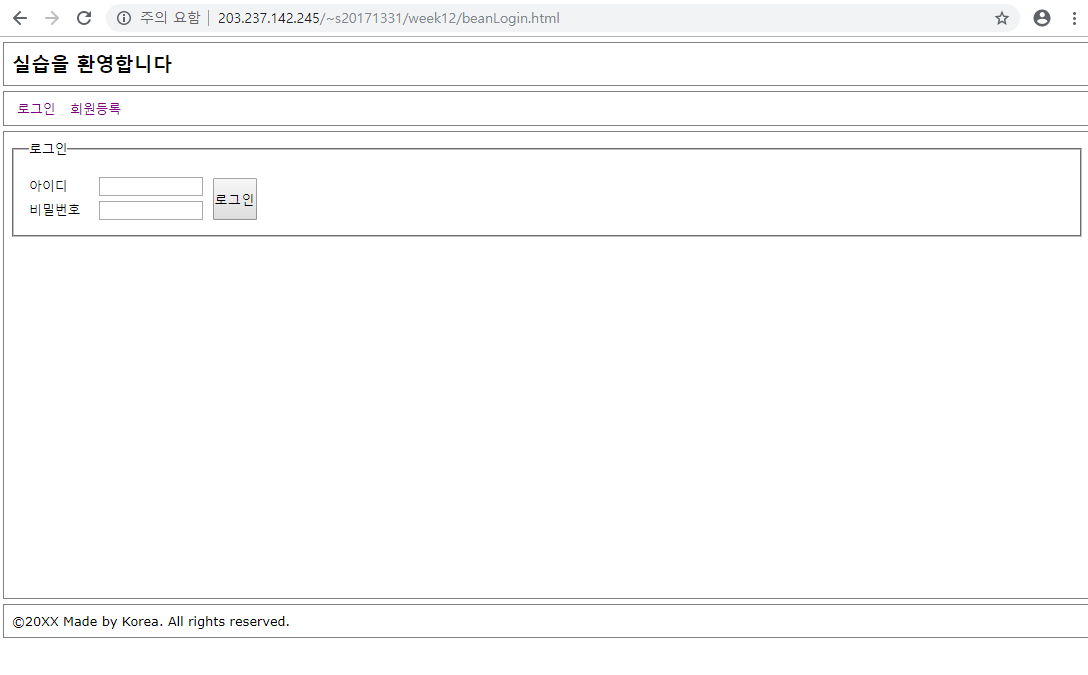 주의 요함 203.237.142.245/~s20171331/week12/beanLogin.html
실습을 환영합니다
로그인 회원등록
로그인
아이디
비밀번호
로그인
©20XX Made by Korea. All rights reserved.